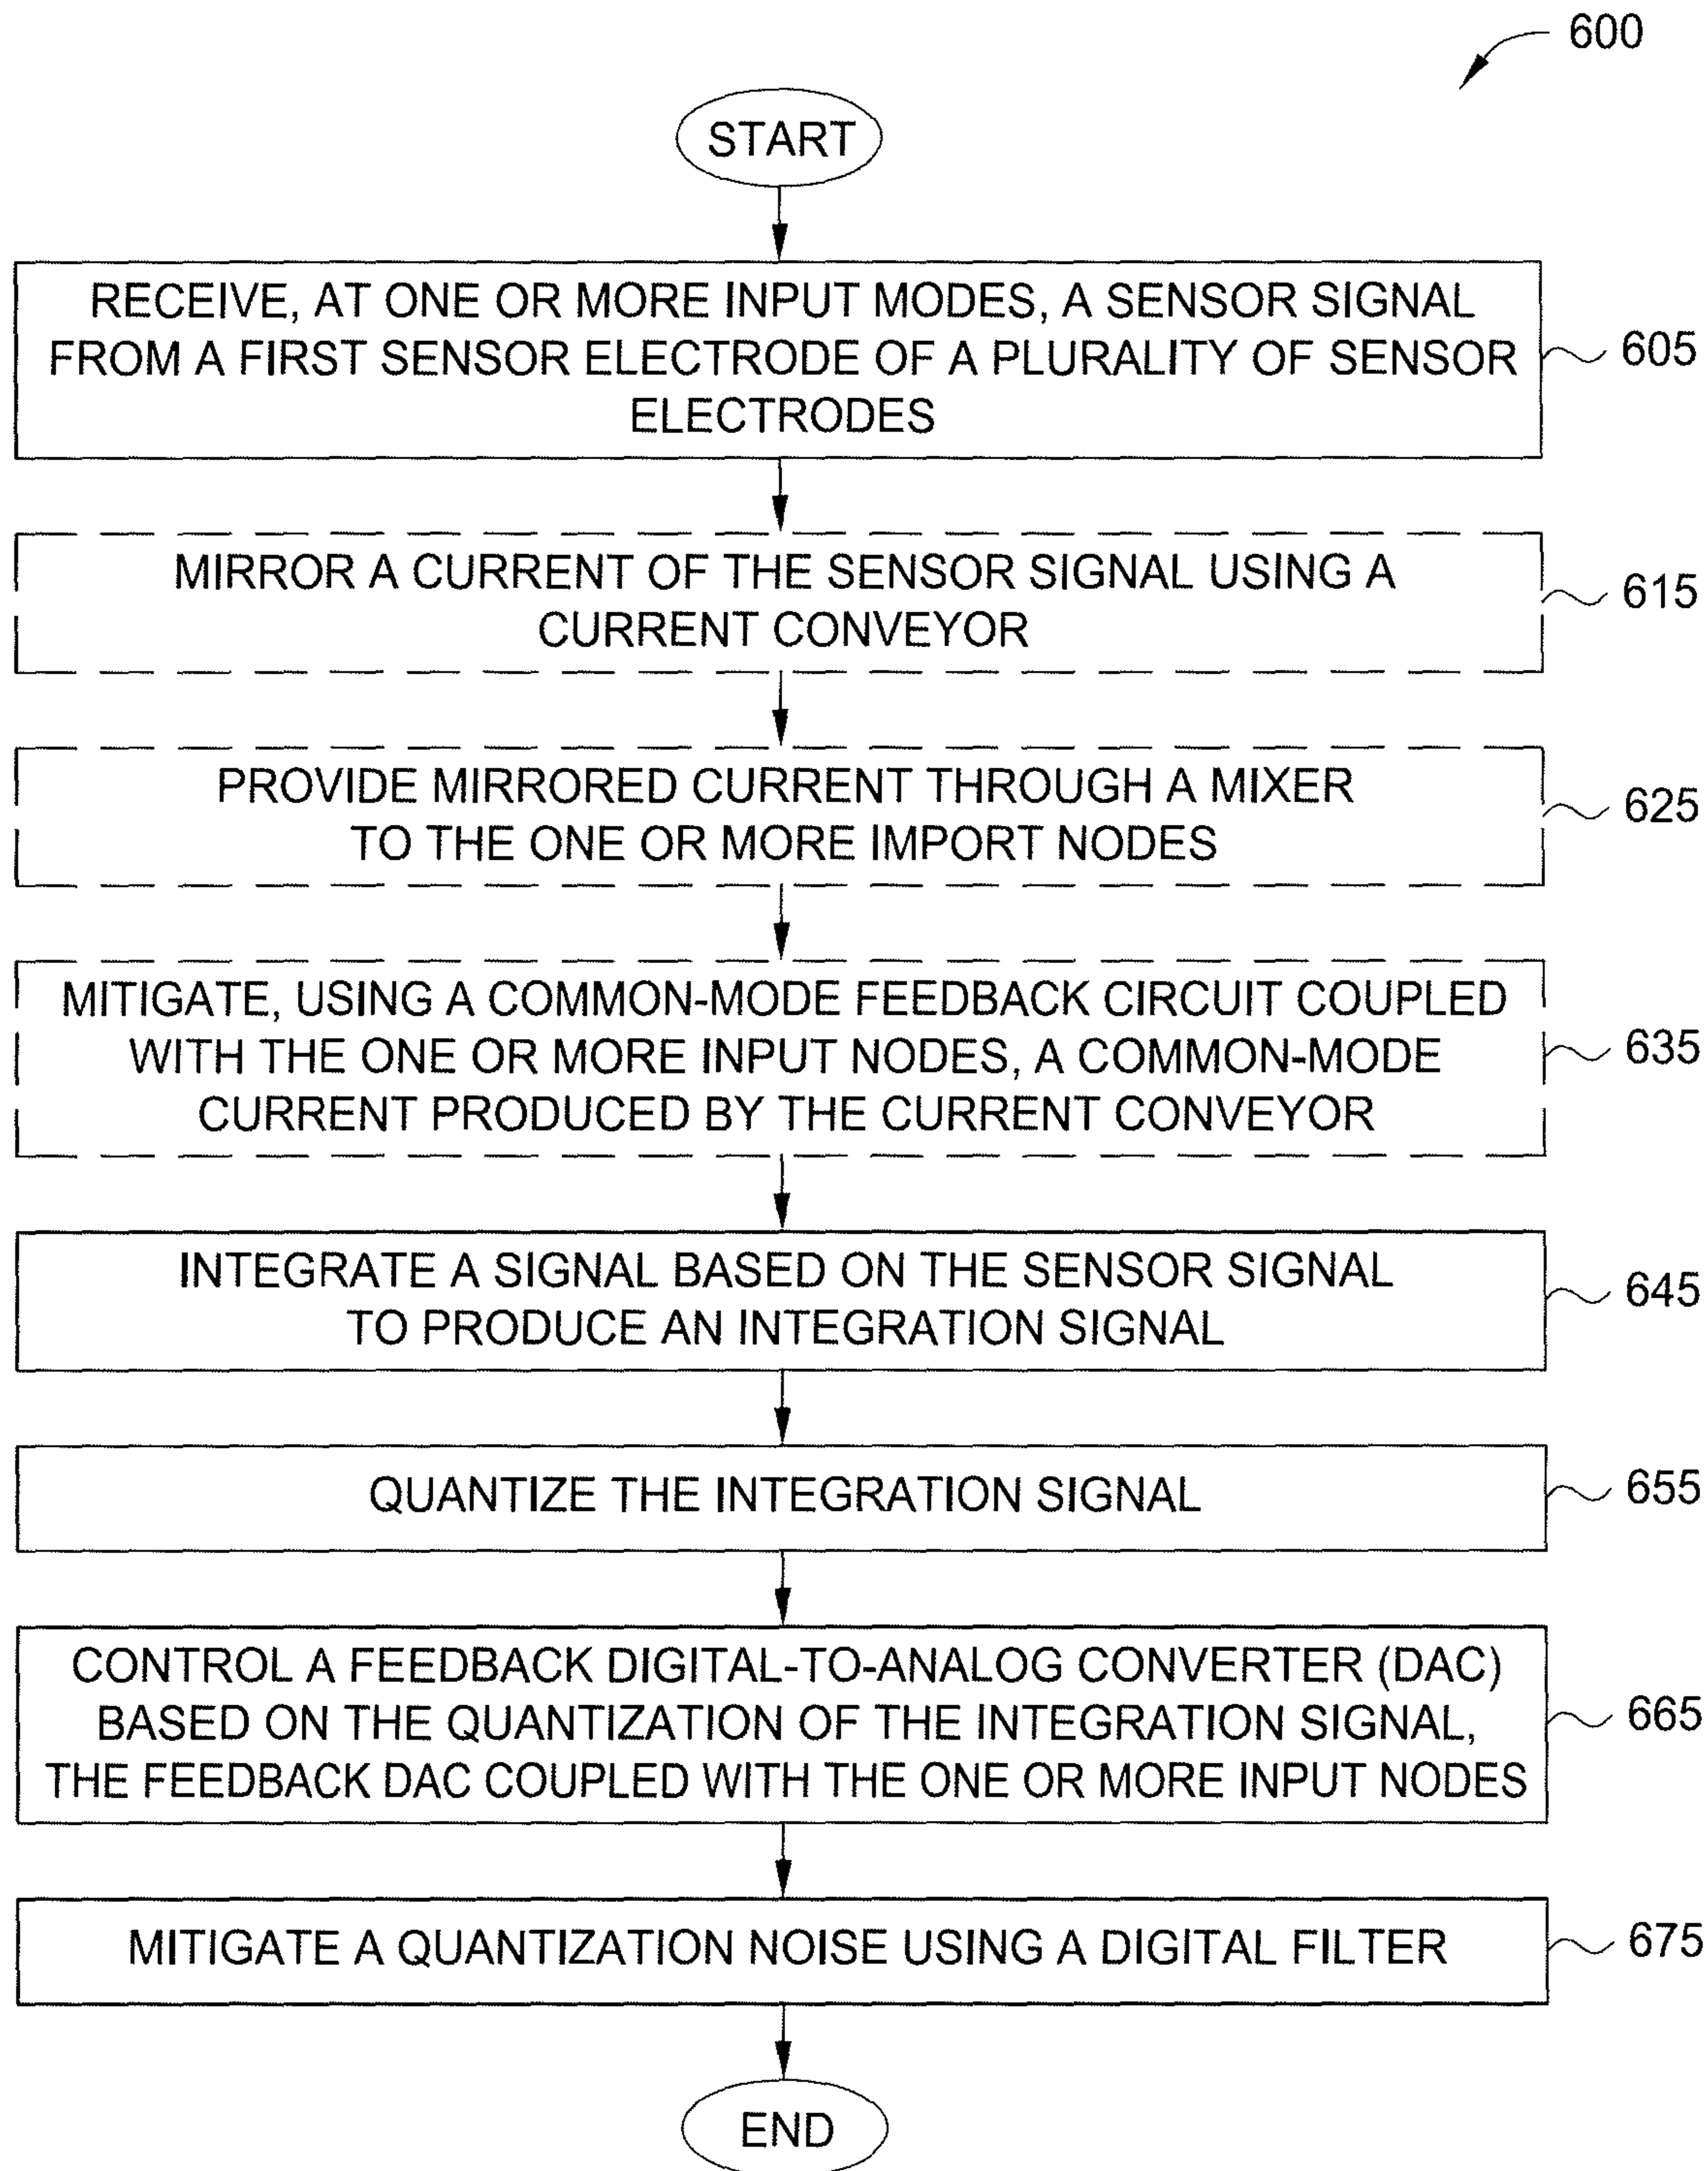 600
START
RECEIVE, AT ONE OR MORE INPUT MODES, A SENSOR SIGNAL
FROM A FIRST SENSOR ELECTRODE OF A PLURALITY OF SENSOR
ELECTRODES
605
MIRROR A CURRENT OF THE SENSOR SIGNAL USING A
CURRENT CONVEYOR
615
PROVIDE MIRRORED CURRENT THROUGH A MIXER
TO THE ONE OR MORE IMPORT NODES
625
MITIGATE, USING A COMMON-MODE FEEDBACK CIRCUIT COUPLED
WITH THE ONE OR MORE INPUT NODES, A COMMON-MODE
CURRENT PRODUCED BY THE CURRENT CONVEYOR
635
INTEGRATE A SIGNAL BASED ON THE SENSOR SIGNAL
TO PRODUCE AN INTEGRATION SIGNAL
645
QUANTIZE THE INTEGRATION SIGNAL
655
CONTROL A FEEDBACK DIGITAL-TO-ANALOG CONVERTER (DAC)
BASED ON THE QUANTIZATION OF THE INTEGRATION SIGNAL,
THE FEEDBACK DAC COUPLED WITH THE ONE OR MORE INPUT NODES
665
MITIGATE A QUANTIZATION NOISE USING A DIGITAL FILTER
675
END